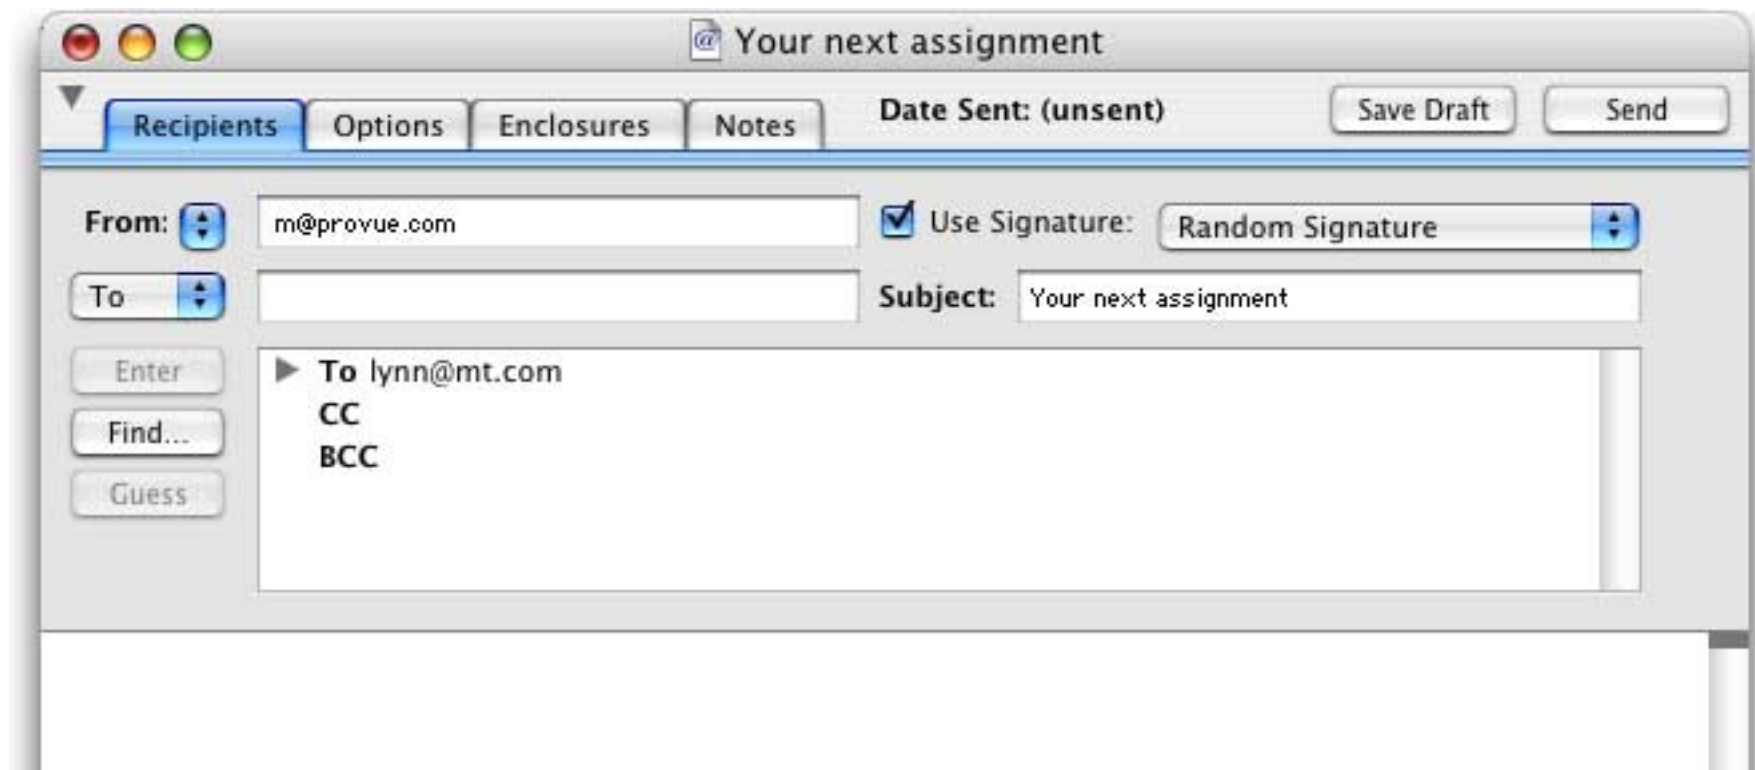 Your next assignment
Recipients Options Enclosures Notes Date Sent: (unsent) Save Draft Send
From: m@provue.com Use Signature: Random Signature
To Subject: Your next assignment
Enter To lynn@mt.com
CC
Find...
BCC
Guess